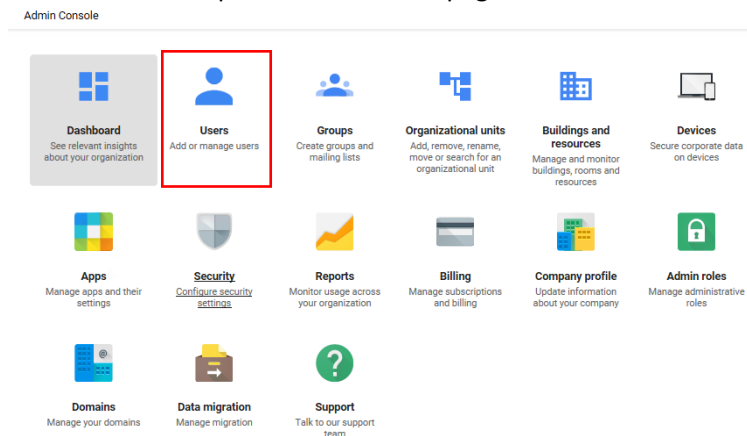 Admin Console
Dashboard
See relevant insights
about your organization
Users
Add or manage users
Groups
Create groups and
mailing lists
Organizational units
Add, remove, rename,
move or search for an
organizational unit
Buildings and
resources
Manage and monitor
buildings, rooms and
resources
Devices
Secure corporate data
on devices
Apps
Manage apps and their
settings
Security
Configure security
settings
Reports
Monitor usage across
your organization
Billing
Manage subscriptions
and billing
Company profile
Update information
about your company
Admin roles
Manage administrative
roles
Domains
Manage your domains
Data migration
Manage migration
Support
Talk to our support
team